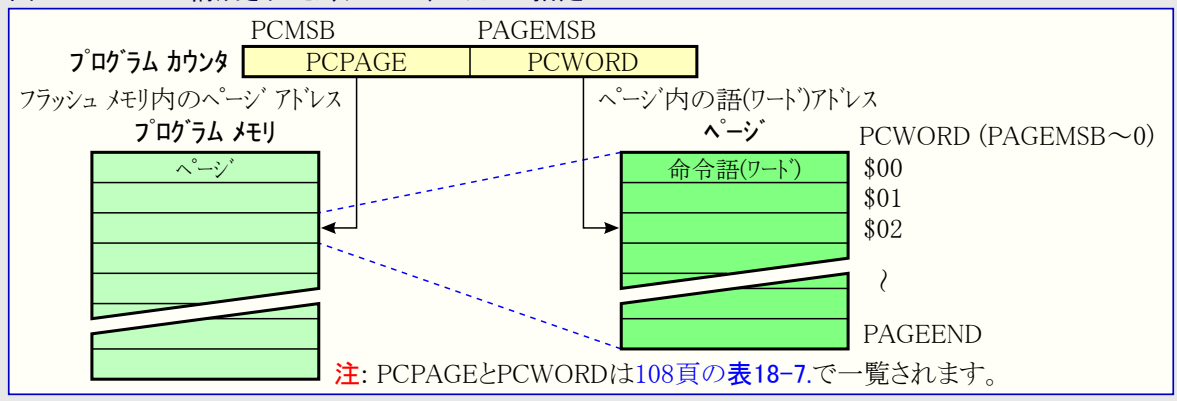 PCMSB PAGEMSB
プログラム カウンタ PCPAGE PCWORD
フラッシュ メモリ内のページ アドレス ページ内の語(ワード)アドレス
プログラム メモリ ページ PCWORD (PAGEMSB～0)
ページ 命令語(ワード) $00
$01
$02
～
PAGEEND
注: PCPAGEとPCWORDは108頁の表18-7.で一覧されます。